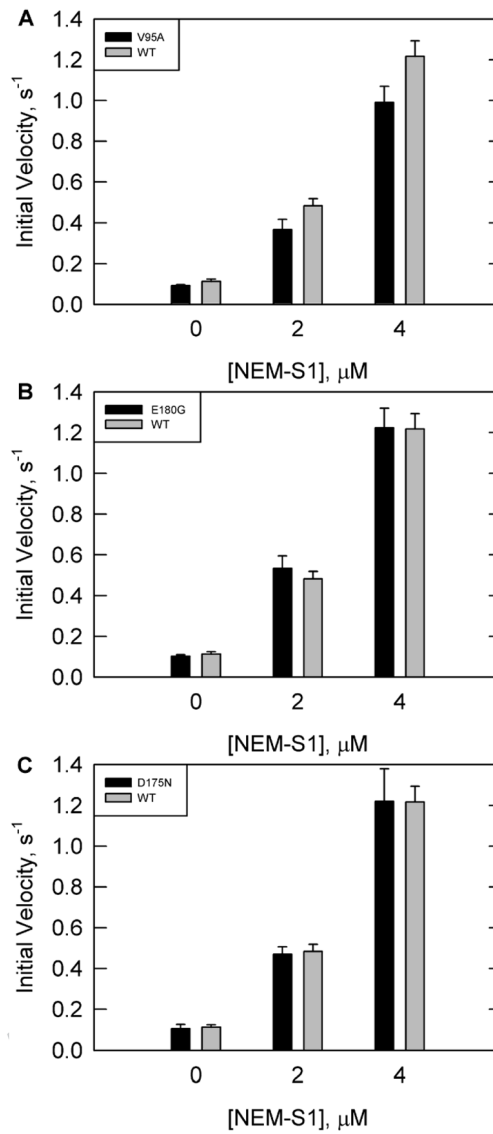 A
V95A
WT
Initial Velocity, s⁻¹
1.4
1.2
1.0
0.8
0.6
0.4
0.2
0.0
0 2 4
[NEM-S1], μM
B
E180G
WT
Initial Velocity, s⁻¹
1.4
1.2
1.0
0.8
0.6
0.4
0.2
0.0
0 2 4
[NEM-S1], μM
C
D175N
WT
Initial Velocity, s⁻¹
1.4
1.2
1.0
0.8
0.6
0.4
0.2
0.0
0 2 4
[NEM-S1], μM